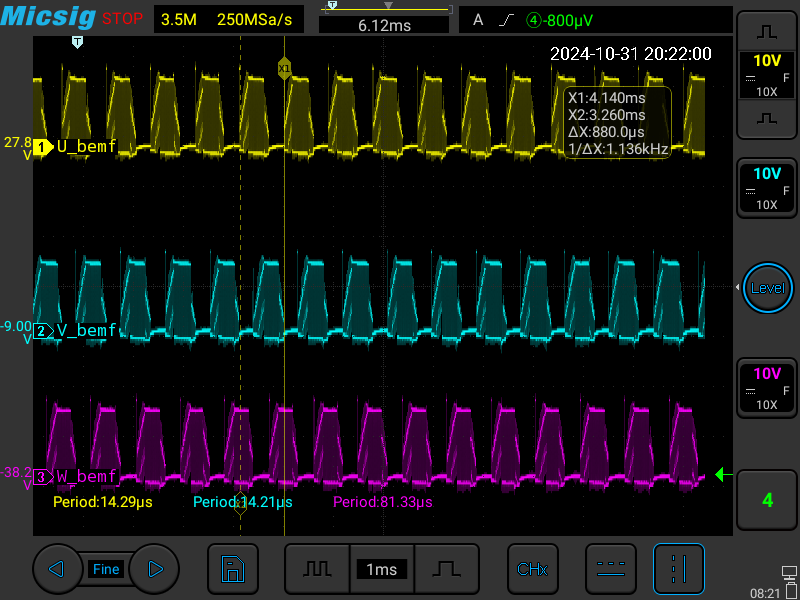 Micsig STOP 3.5M 250MSa/s T 6.12ms A 4 -800μV
T
2024-10-31 20:22:00
10V
F
10X
X1
X1:4.140ms
X2:3.260ms
ΔX:880.0μs
1/ΔX:1.136kHz
27.8
V
1 U_bemf
10V
F
10X
Level
-9.00
V
2 V_bemf
10V
F
10X
-38.2
V
3 W_bemf
Period:14.29μs Period:14.21μs Period:81.33μs
4
Fine 1ms CHx
08:21